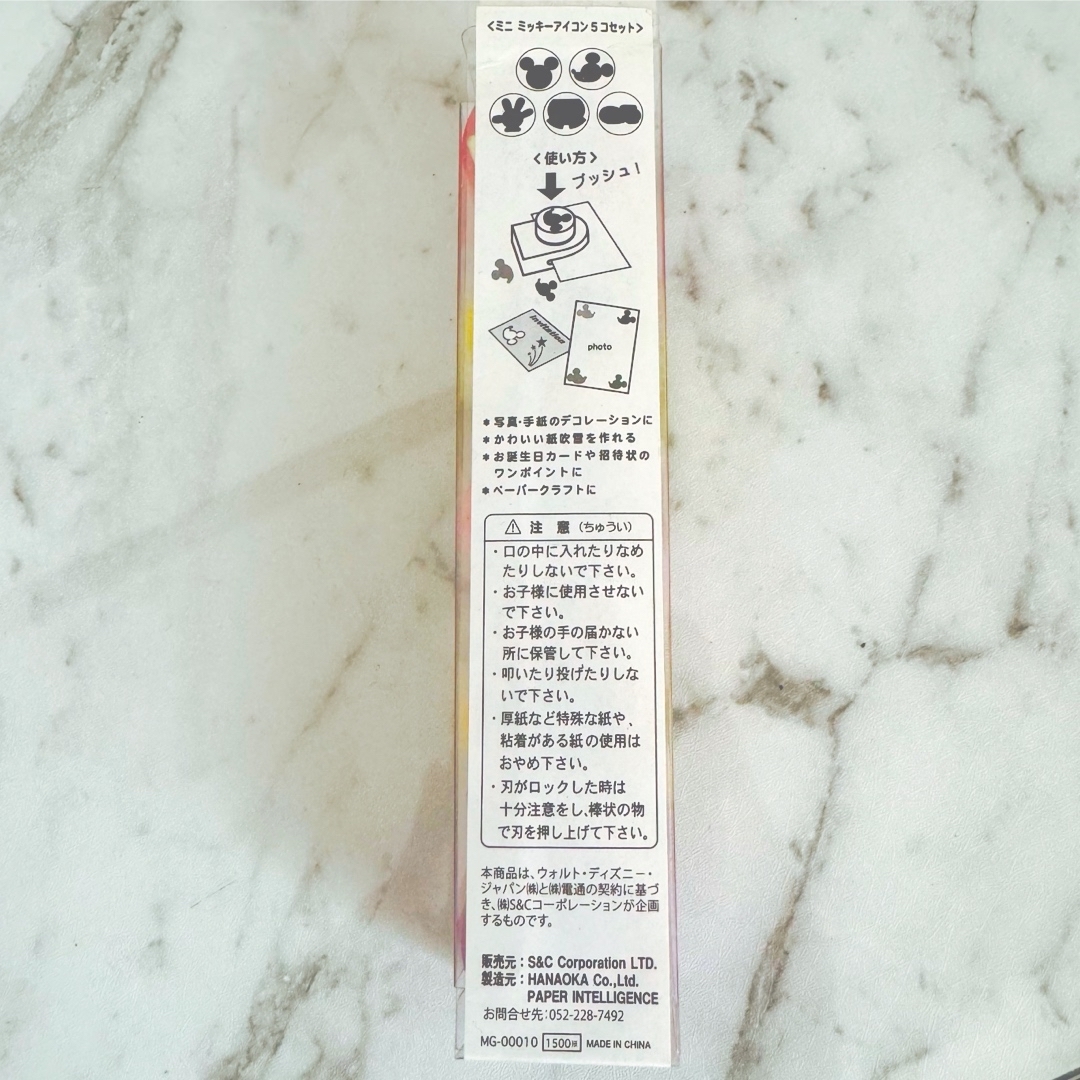 <ミニ ミッキーアイコン5コセット>
<使い方>
プッシュ!
Invitation
photo
*写真・手紙のデコレーションに
*かわいい紙吹雪を作れる
*お誕生日カードや招待状の
ワンポイントに
*ペーパークラフトに
⚠注 意(ちゅうい)
・口の中に入れたりなめ
たりしないで下さい。
・お子様に使用させない
で下さい。
・お子様の手の届かない
所に保管して下さい。
・叩いたり投げたりしな
いで下さい。
・厚紙など特殊な紙や、
粘着がある紙の使用は
おやめ下さい。
・刃がロックした時は
十分注意をし、棒状の物
で刃を押し上げて下さい。
本商品は、ウォルト・ディズニー・
ジャパン㈱と㈱電通の契約に基づ
き、㈱S&Cコーポレーションが企画
するものです。
販売元:S&C Corporation LTD.
製造元:HANAOKA Co.,Ltd.
PAPER INTELLIGENCE
お問合せ先:052-228-7492
MG-00010 1500㊞ MADE IN CHINA